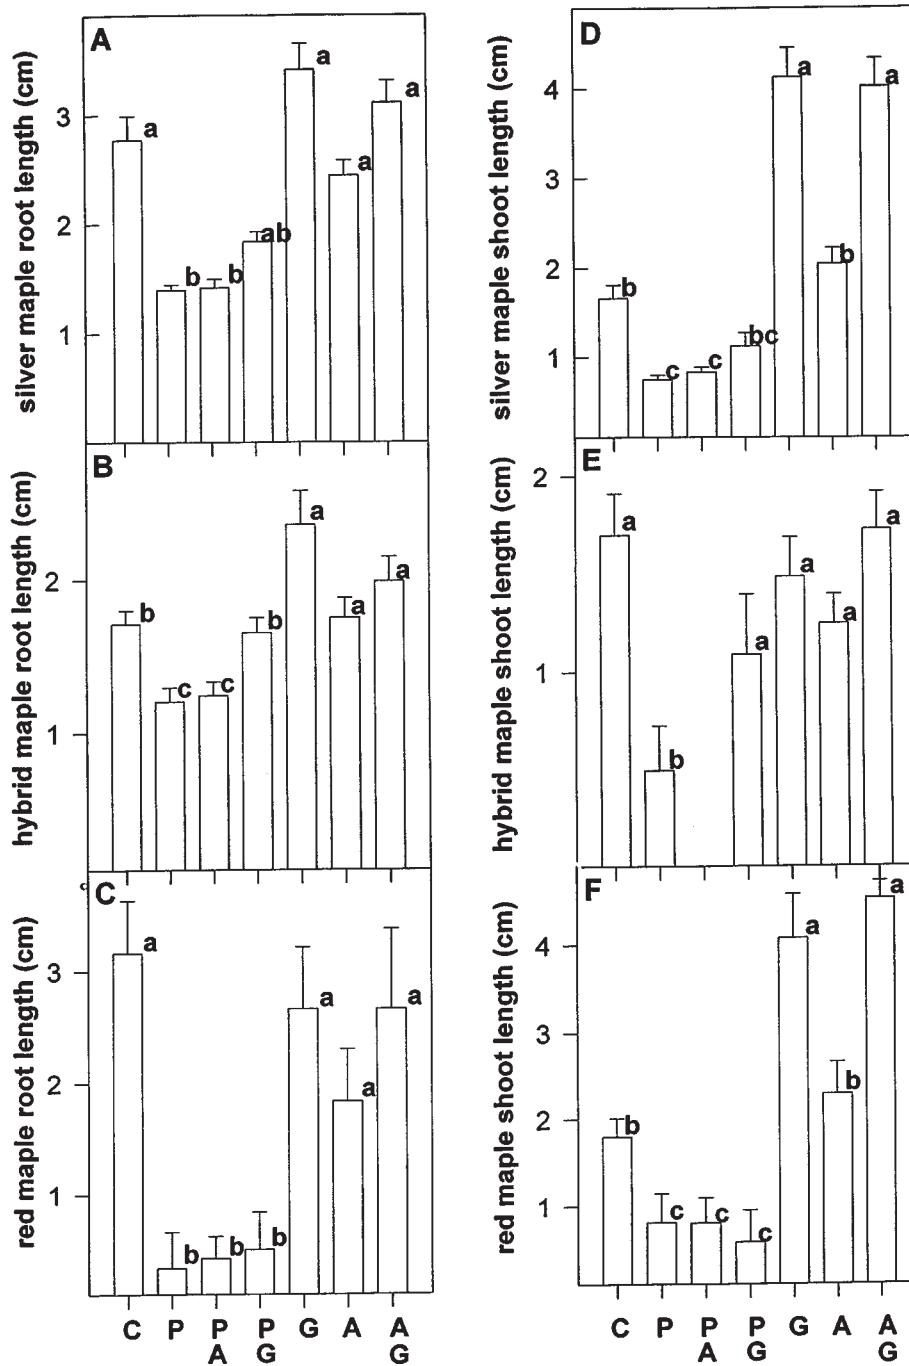 A
silver maple root length (cm)
3
2
1
a
b
b
ab
a
a
a
D
silver maple shoot length (cm)
4
3
2
1
b
c
c
bc
a
b
a
B
hybrid maple root length (cm)
2
1
b
c
c
b
a
a
a
E
hybrid maple shoot length (cm)
2
1
a
b
a
a
a
a
C
red maple root length (cm)
3
2
1
a
b
b
b
a
a
a
F
red maple shoot length (cm)
4
3
2
1
b
c
c
c
a
b
a
C P P P G A A
A G G
C P P P G A A
A G G